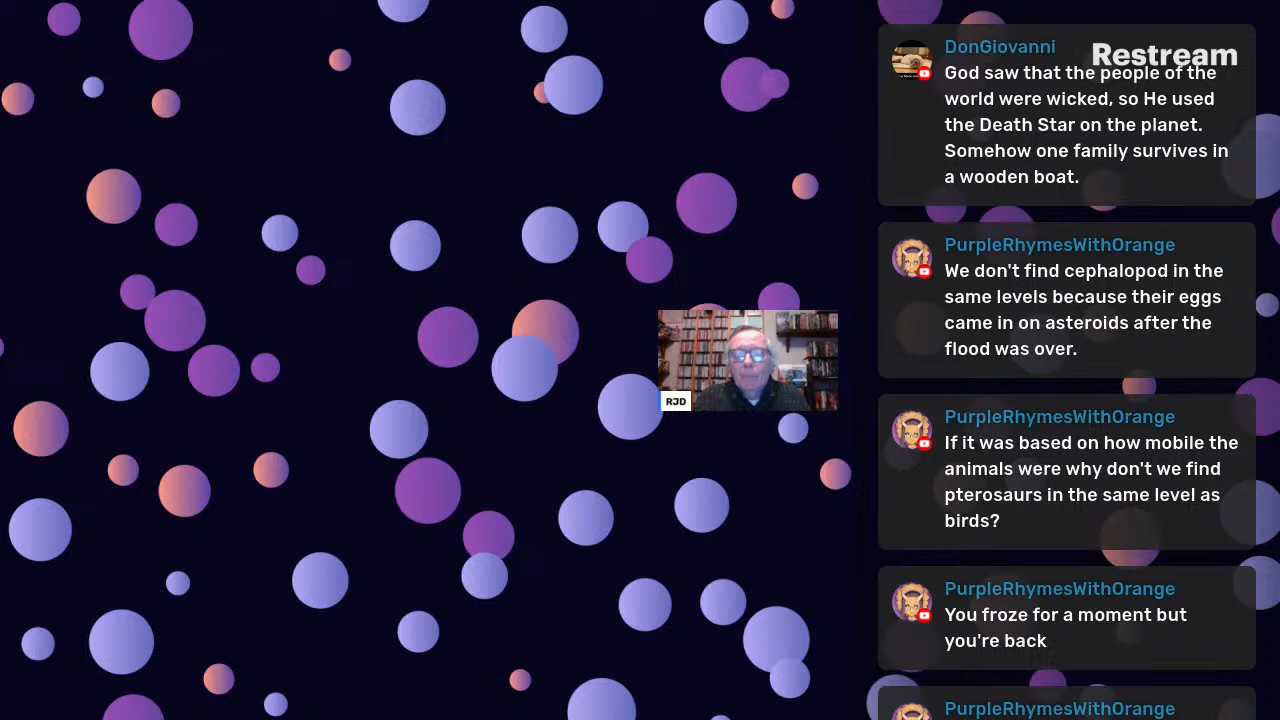 DonGiovanni
Restream
God saw that the people of the
world were wicked, so He used
the Death Star on the planet.
Somehow one family survives in
a wooden boat.
PurpleRhymesWithOrange
We don't find cephalopod in the
same levels because their eggs
came in on asteroids after the
flood was over.
RJD
PurpleRhymesWithOrange
If it was based on how mobile the
animals were why don't we find
pterosaurs in the same level as
birds?
PurpleRhymesWithOrange
You froze for a moment but
you're back
PurpleRhymesWithOrange